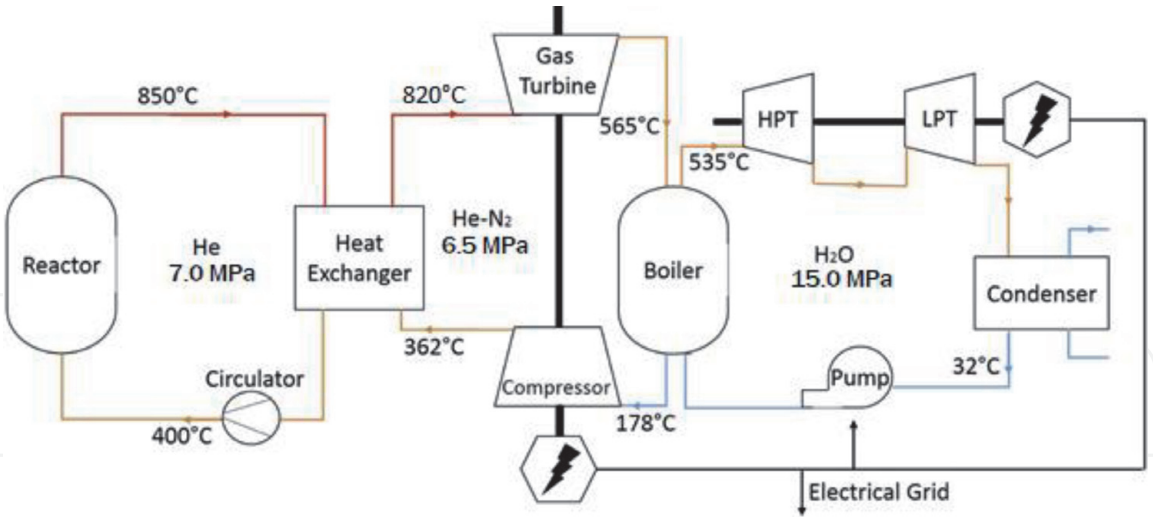 850°C
820°C
Gas
Turbine
565°C
535°C
HPT
LPT
Reactor
He
7.0 MPa
Heat
Exchanger
He-N₂
6.5 MPa
Boiler
H₂O
15.0 MPa
Condenser
362°C
32°C
Circulator
Compressor
Pump
400°C
178°C
Electrical Grid